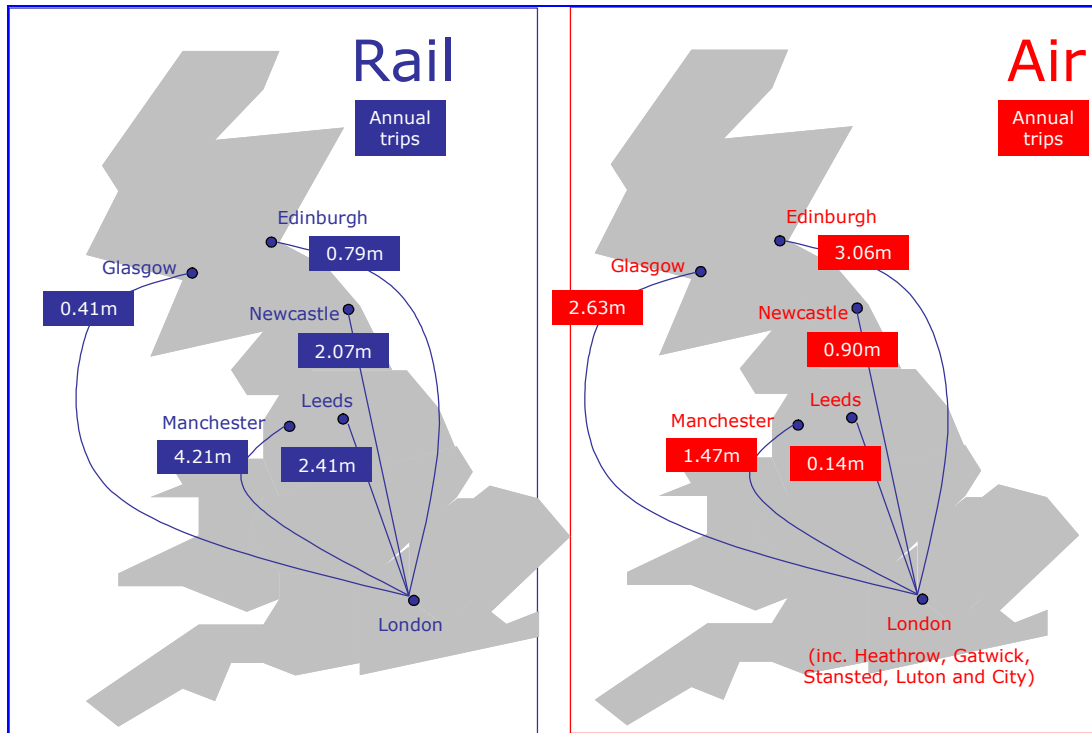 Rail
Annual
trips
Edinburgh
0.79m
Glasgow
0.41m
Newcastle
2.07m
Leeds
Manchester
4.21m
2.41m
London
Air
Annual
trips
Edinburgh
3.06m
Glasgow
2.63m
Newcastle
0.90m
Leeds
Manchester
1.47m
0.14m
London
(inc. Heathrow, Gatwick,
Stansted, Luton and City)